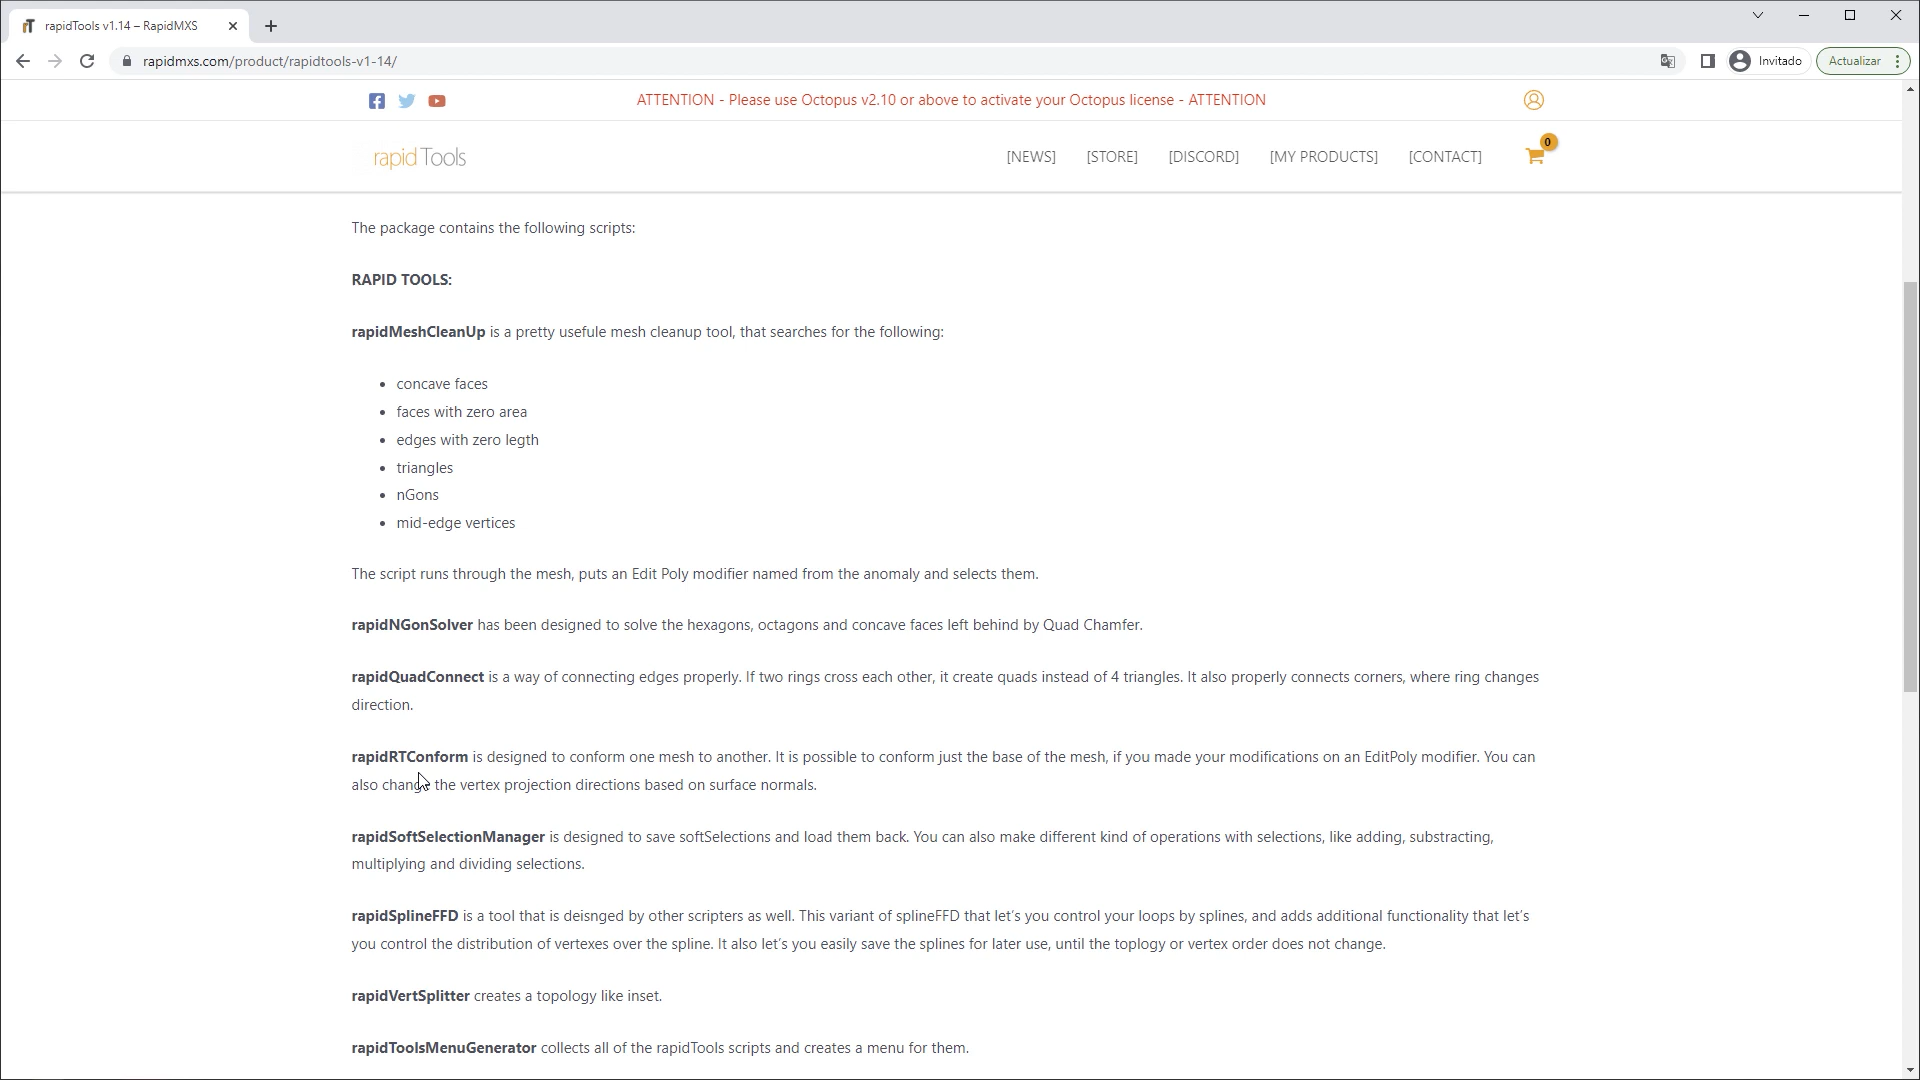 rapidTools v1.14 – RapidMXS
rapidmxs.com/product/rapidtools-v1-14/
Invitado
Actualizar
ATTENTION - Please use Octopus v2.10 or above to activate your Octopus license - ATTENTION
rapid Tools
[NEWS] [STORE] [DISCORD] [MY PRODUCTS] [CONTACT]
0
The package contains the following scripts:
RAPID TOOLS:
rapidMeshCleanUp is a pretty usefule mesh cleanup tool, that searches for the following:
• concave faces
• faces with zero area
• edges with zero legth
• triangles
• nGons
• mid-edge vertices
The script runs through the mesh, puts an Edit Poly modifier named from the anomaly and selects them.
rapidNGonSolver has been designed to solve the hexagons, octagons and concave faces left behind by Quad Chamfer.
rapidQuadConnect is a way of connecting edges properly. If two rings cross each other, it create quads instead of 4 triangles. It also properly connects corners, where ring changes
direction.
rapidRTConform is designed to conform one mesh to another. It is possible to conform just the base of the mesh, if you made your modifications on an EditPoly modifier. You can
also change the vertex projection directions based on surface normals.
rapidSoftSelectionManager is designed to save softSelections and load them back. You can also make different kind of operations with selections, like adding, substracting,
multiplying and dividing selections.
rapidSplineFFD is a tool that is deisnged by other scripters as well. This variant of splineFFD that let’s you control your loops by splines, and adds additional functionality that let’s
you control the distribution of vertexes over the spline. It also let’s you easily save the splines for later use, until the toplogy or vertex order does not change.
rapidVertSplitter creates a topology like inset.
rapidToolsMenuGenerator collects all of the rapidTools scripts and creates a menu for them.